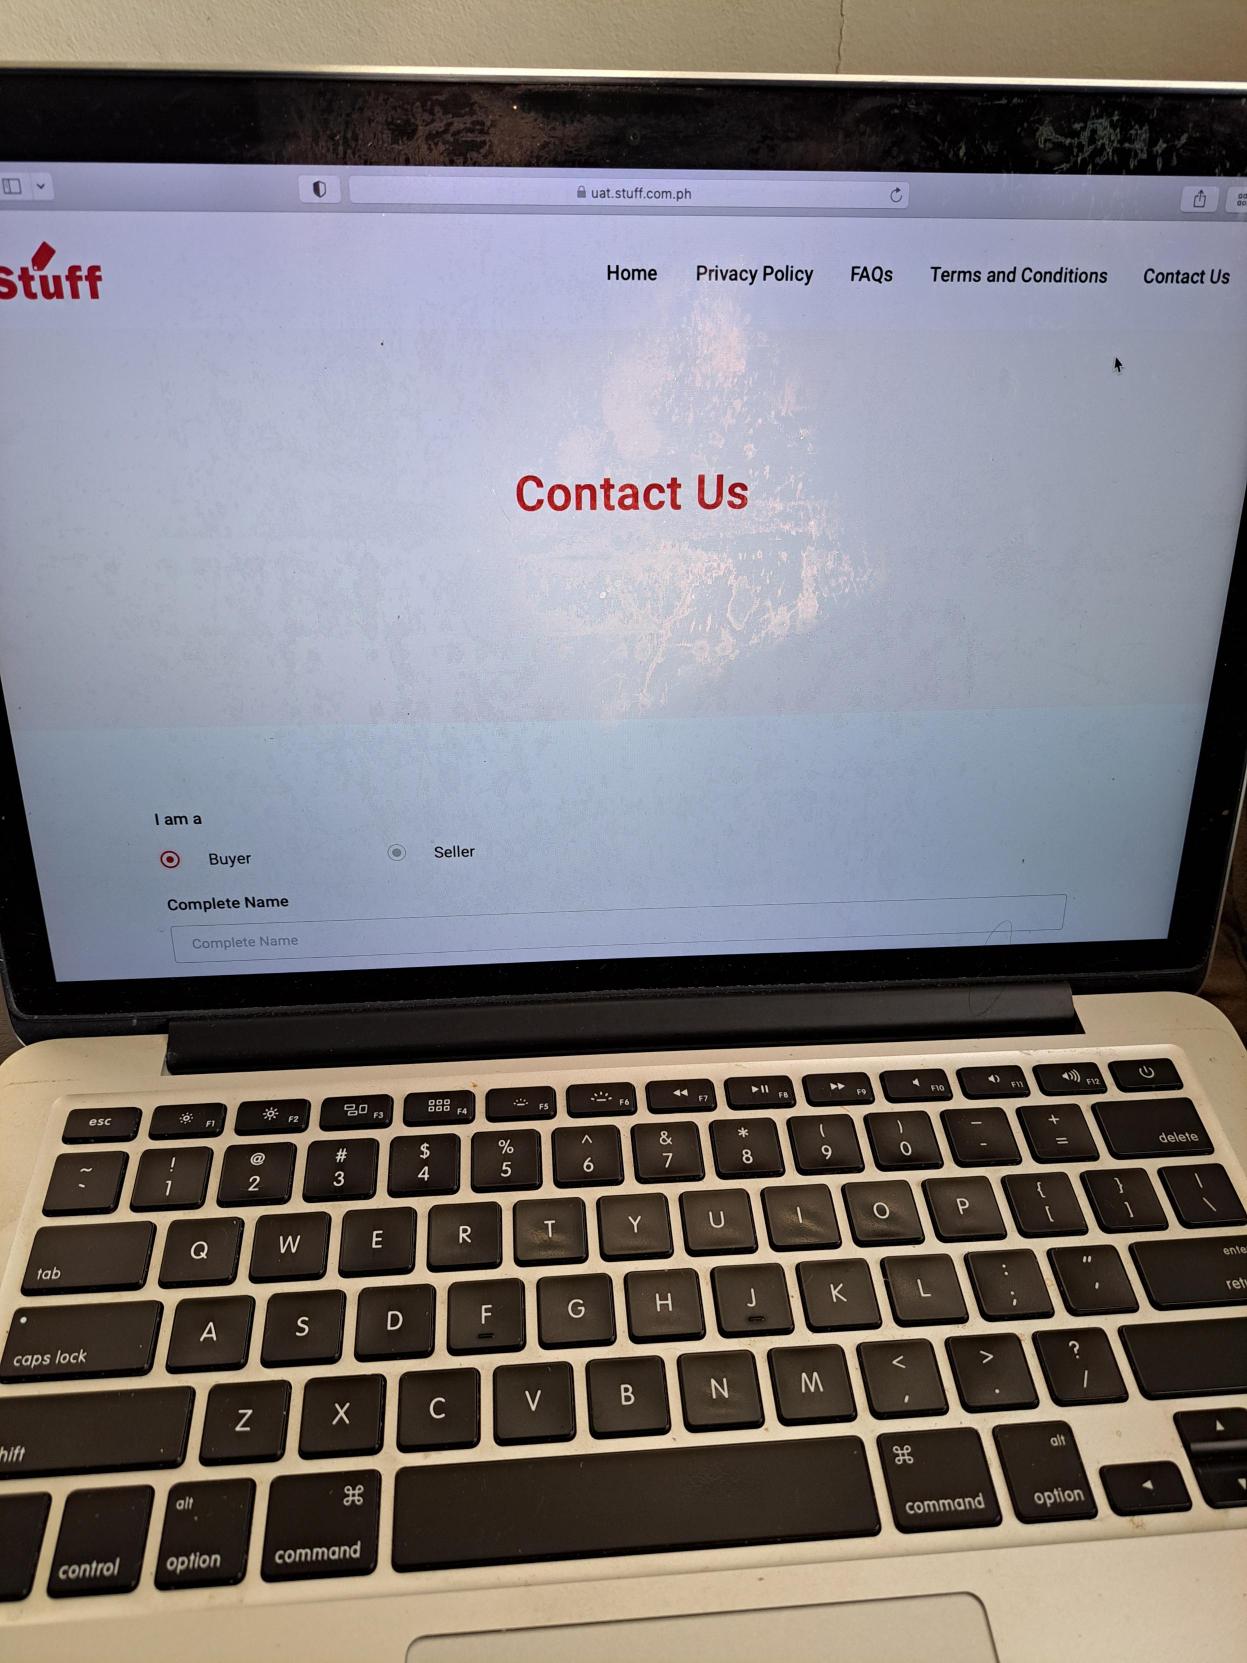 uat.stuff.com.ph
Stuff
Home Privacy Policy FAQs Terms and Conditions Contact Us
Contact Us
I am a
Buyer Seller
Complete Name
Complete Name
esc F1 F2 F3 F4 F5 F6 F7 F8 F9 F10 F11 F12
~ ! @ # $ % ^ & * ( ) _ +
` 1 2 3 4 5 6 7 8 9 0 - = delete
tab Q W E R T Y U I O P { [ } ] | \
caps lock A S D F G H J K L : ; " '
Z X C V B N M < , > . ? /
control alt option ⌘ command ⌘ command alt option